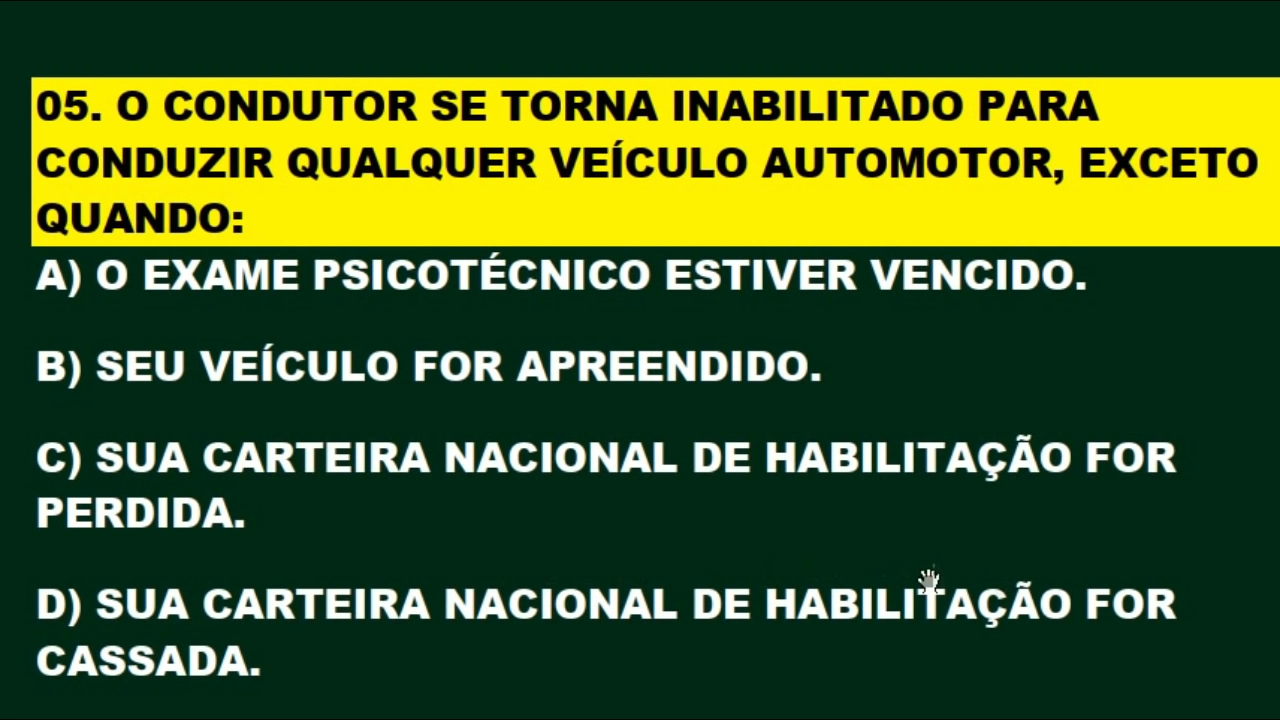 05. O CONDUTOR SE TORNA INABILITADO PARA
CONDUZIR QUALQUER VEÍCULO AUTOMOTOR, EXCETO
QUANDO:
A) O EXAME PSICOTÉCNICO ESTIVER VENCIDO.
B) SEU VEÍCULO FOR APREENDIDO.
C) SUA CARTEIRA NACIONAL DE HABILITAÇÃO FOR
PERDIDA.
D) SUA CARTEIRA NACIONAL DE HABILITAÇÃO FOR
CASSADA.